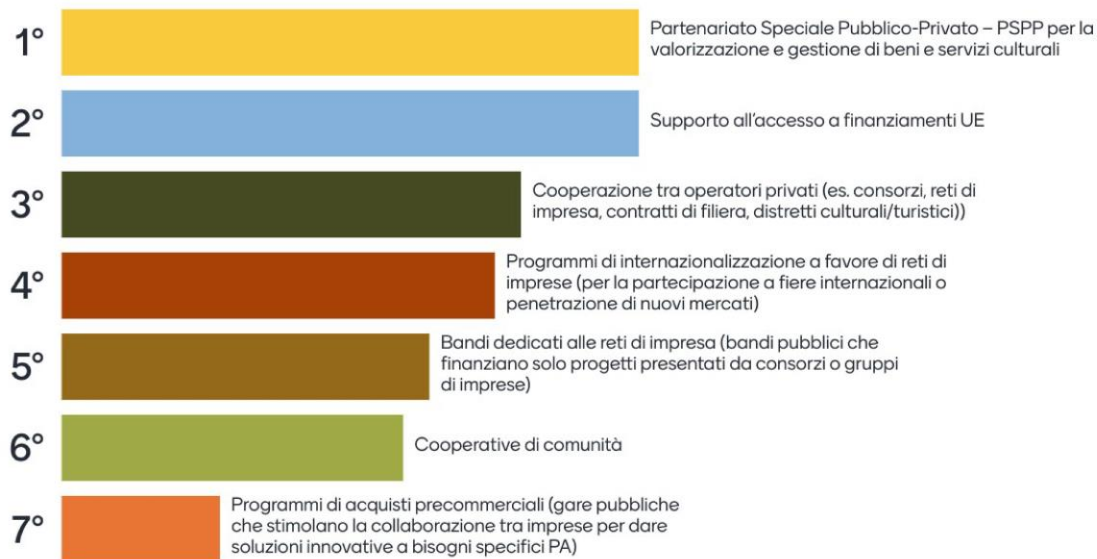 1°
Partenariato Speciale Pubblico-Privato – PSPP per la
valorizzazione e gestione di beni e servizi culturali
2°
Supporto all'accesso a finanziamenti UE
3°
Cooperazione tra operatori privati (es. consorzi, reti di
impresa, contratti di filiera, distretti culturali/turistici))
4°
Programmi di internazionalizzazione a favore di reti di
imprese (per la partecipazione a fiere internazionali o
penetrazione di nuovi mercati)
5°
Bandi dedicati alle reti di impresa (bandi pubblici che
finanziano solo progetti presentati da consorzi o gruppi
di imprese)
6°
Cooperative di comunità
7°
Programmi di acquisti precommerciali (gare pubbliche
che stimolano la collaborazione tra imprese per dare
soluzioni innovative a bisogni specifici PA)